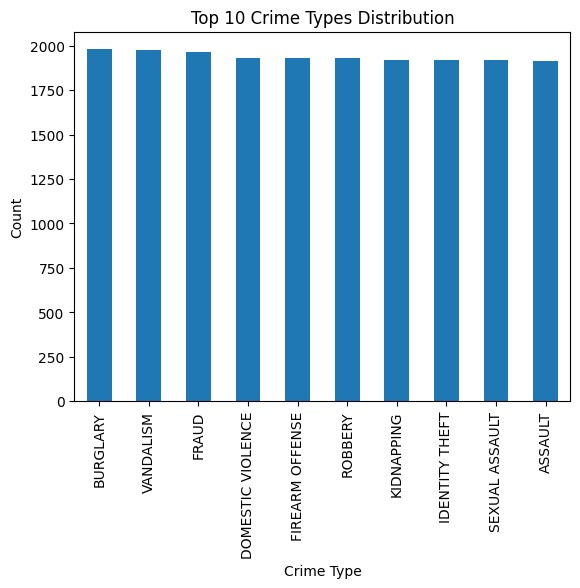 Top 10 Crime Types Distribution
Count
2000
1750
1500
1250
1000
750
500
250
0
BURGLARY
VANDALISM
FRAUD
DOMESTIC VIOLENCE
FIREARM OFFENSE
ROBBERY
KIDNAPPING
IDENTITY THEFT
SEXUAL ASSAULT
ASSAULT
Crime Type